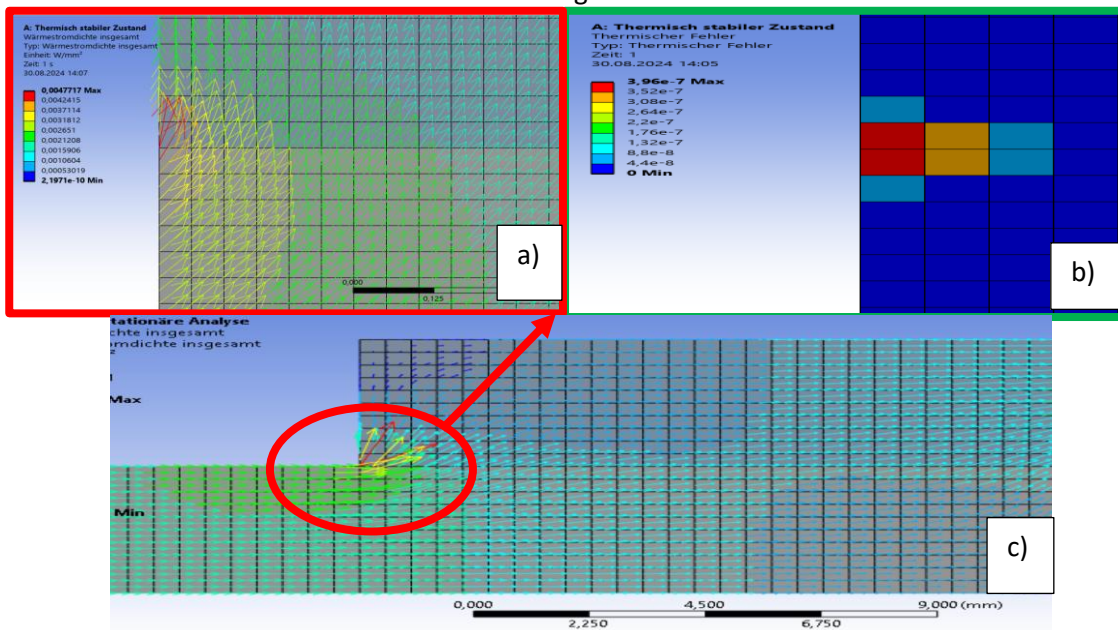 A: Thermisch stabiler Zustand
Wärmestromdichte insgesamt
Typ: Wärmestromdichte insgesamt
Einheit: W/mm²
Zeit: 1 s
30.08.2024 14:07
0,0047717 Max
0,0042415
0,0037114
0,0031812
0,002651
0,0021208
0,0015906
0,0010604
0,00053019
2,1971e-10 Min
0,000
0,125
a)
A: Thermisch stabiler Zustand
Thermischer Fehler
Typ: Thermischer Fehler
Zeit: 1
30.08.2024 14:05
3,96e-7 Max
3,52e-7
3,08e-7
2,64e-7
2,2e-7
1,76e-7
1,32e-7
8,8e-8
4,4e-8
0 Min
b)
tationäre Analyse
chte insgesamt
omdichte insgesamt
Max
Min
c)
0,000 4,500 9,000 (mm)
2,250 6,750